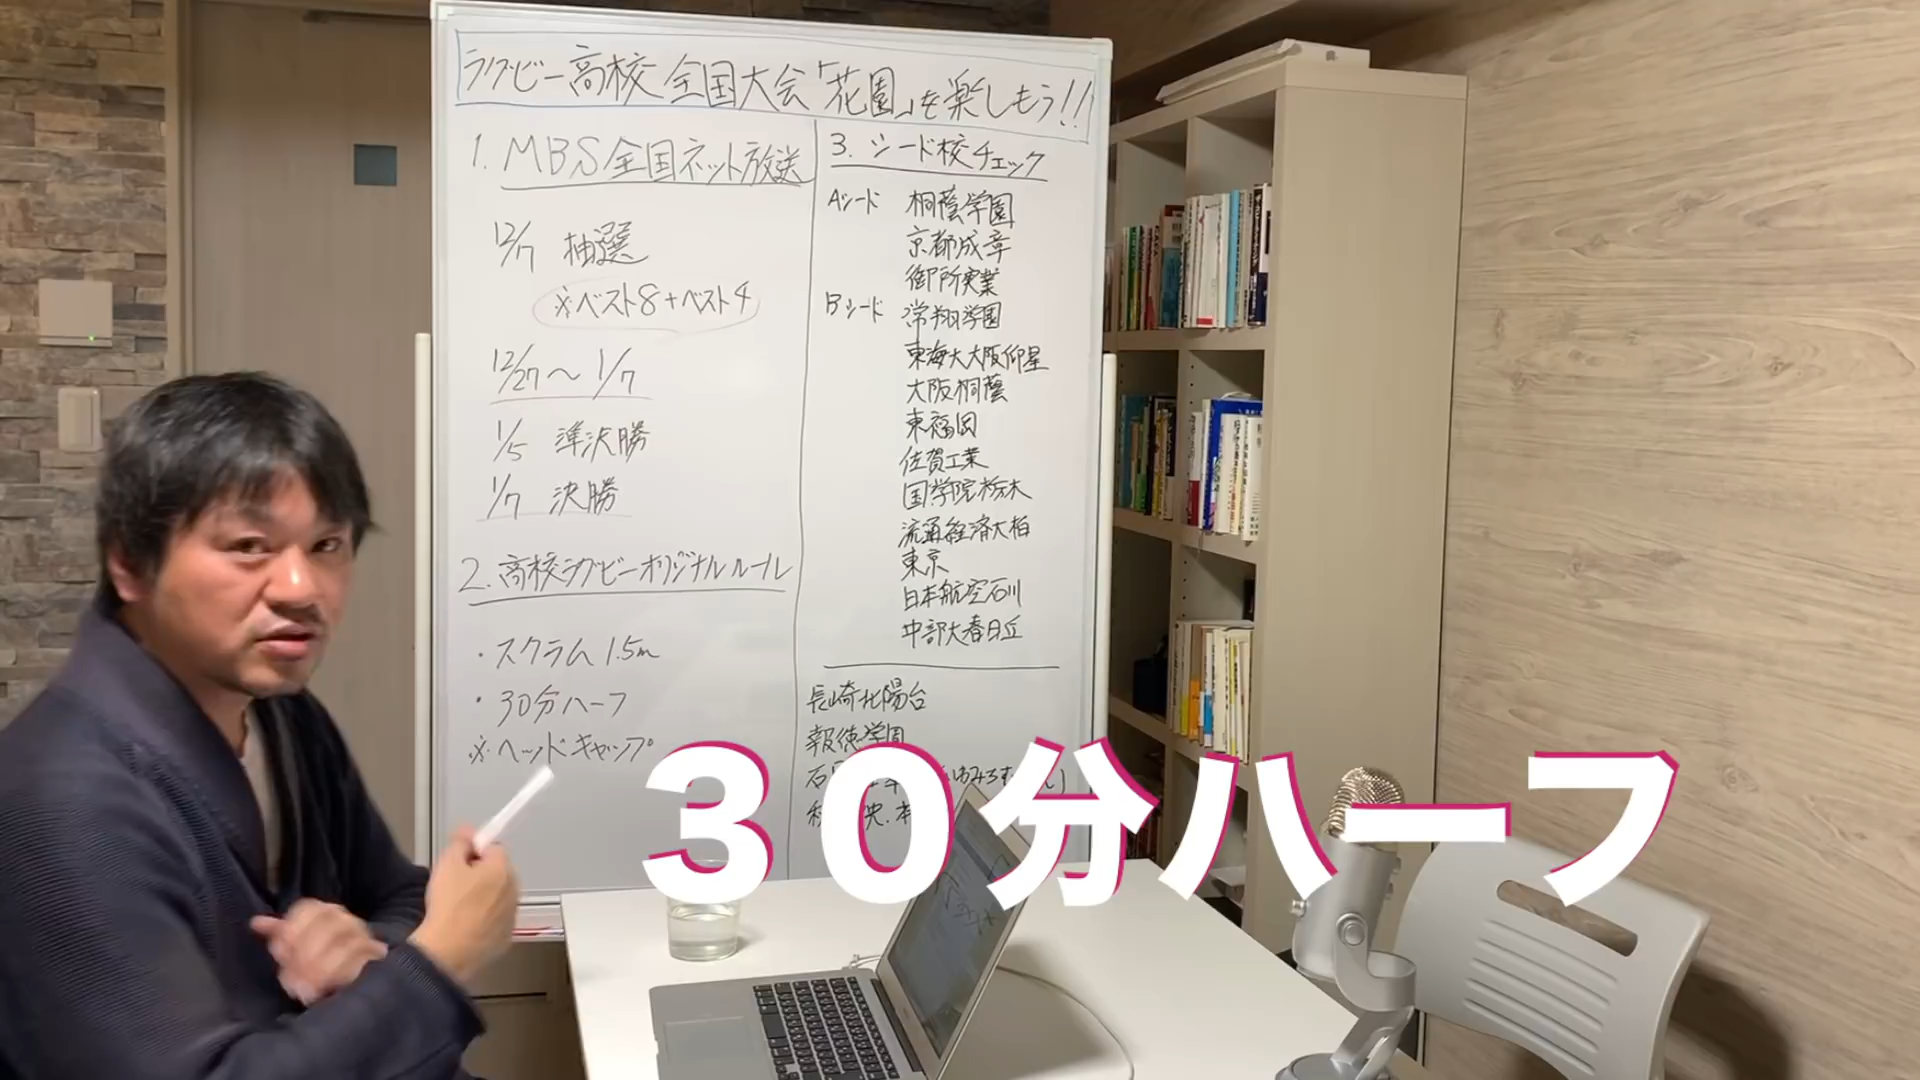 ラグビー高校全国大会「花園」を楽しもう!!
1. MBS全国ネット放送
12/7 抽選
※ベスト8+ベスト4
12/27〜1/7
1/5 準決勝
1/7 決勝
2. 高校ラグビーオリジナルルール
・スクラム1.5m
・30分ハーフ
※ヘッドキャップ
3. シード校チェック
Aシード 桐蔭学園
京都成章
御所実業
Bシード 常翔学園
東海大大阪仰星
大阪桐蔭
東福岡
佐賀工業
国学院栃木
流通経済大柏
東京
日本航空石川
中部大春日丘
長崎北陽台
報徳学園
30分ハーフ